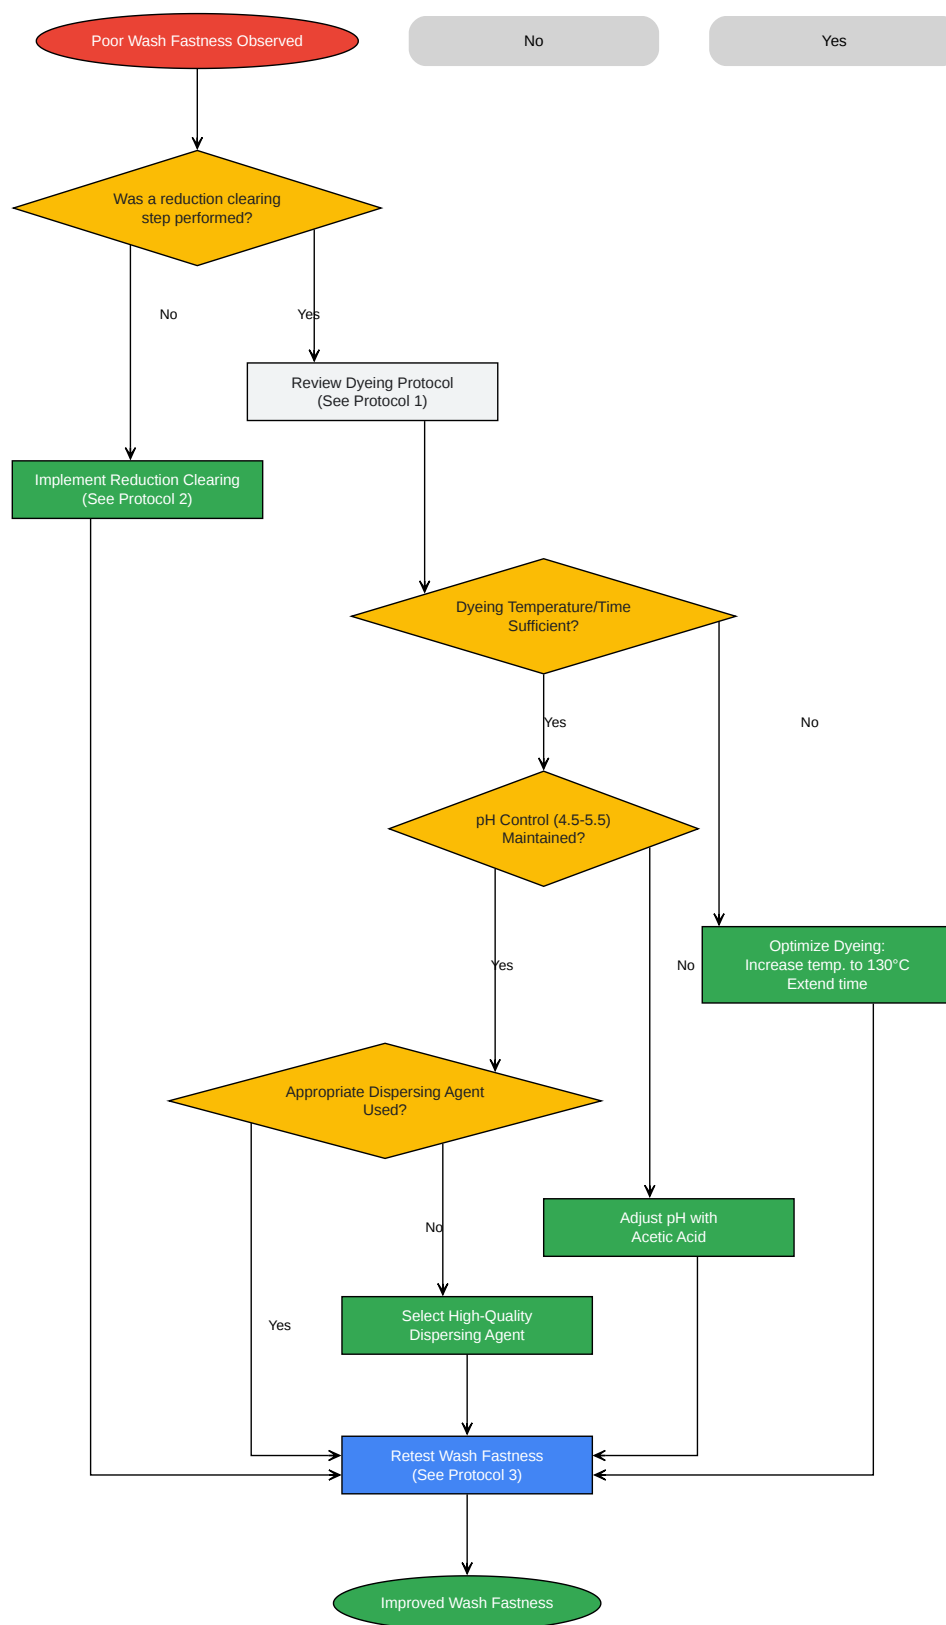 Poor Wash Fastness Observed
No
Yes
Was a reduction clearing
step performed?
No
Yes
Review Dyeing Protocol
(See Protocol 1)
Implement Reduction Clearing
(See Protocol 2)
Dyeing Temperature/Time
Sufficient?
Yes
No
pH Control (4.5-5.5)
Maintained?
Yes
No
Optimize Dyeing:
Increase temp. to 130°C
Extend time
Appropriate Dispersing Agent
Used?
No
Adjust pH with
Acetic Acid
Yes
Select High-Quality
Dispersing Agent
Retest Wash Fastness
(See Protocol 3)
Improved Wash Fastness